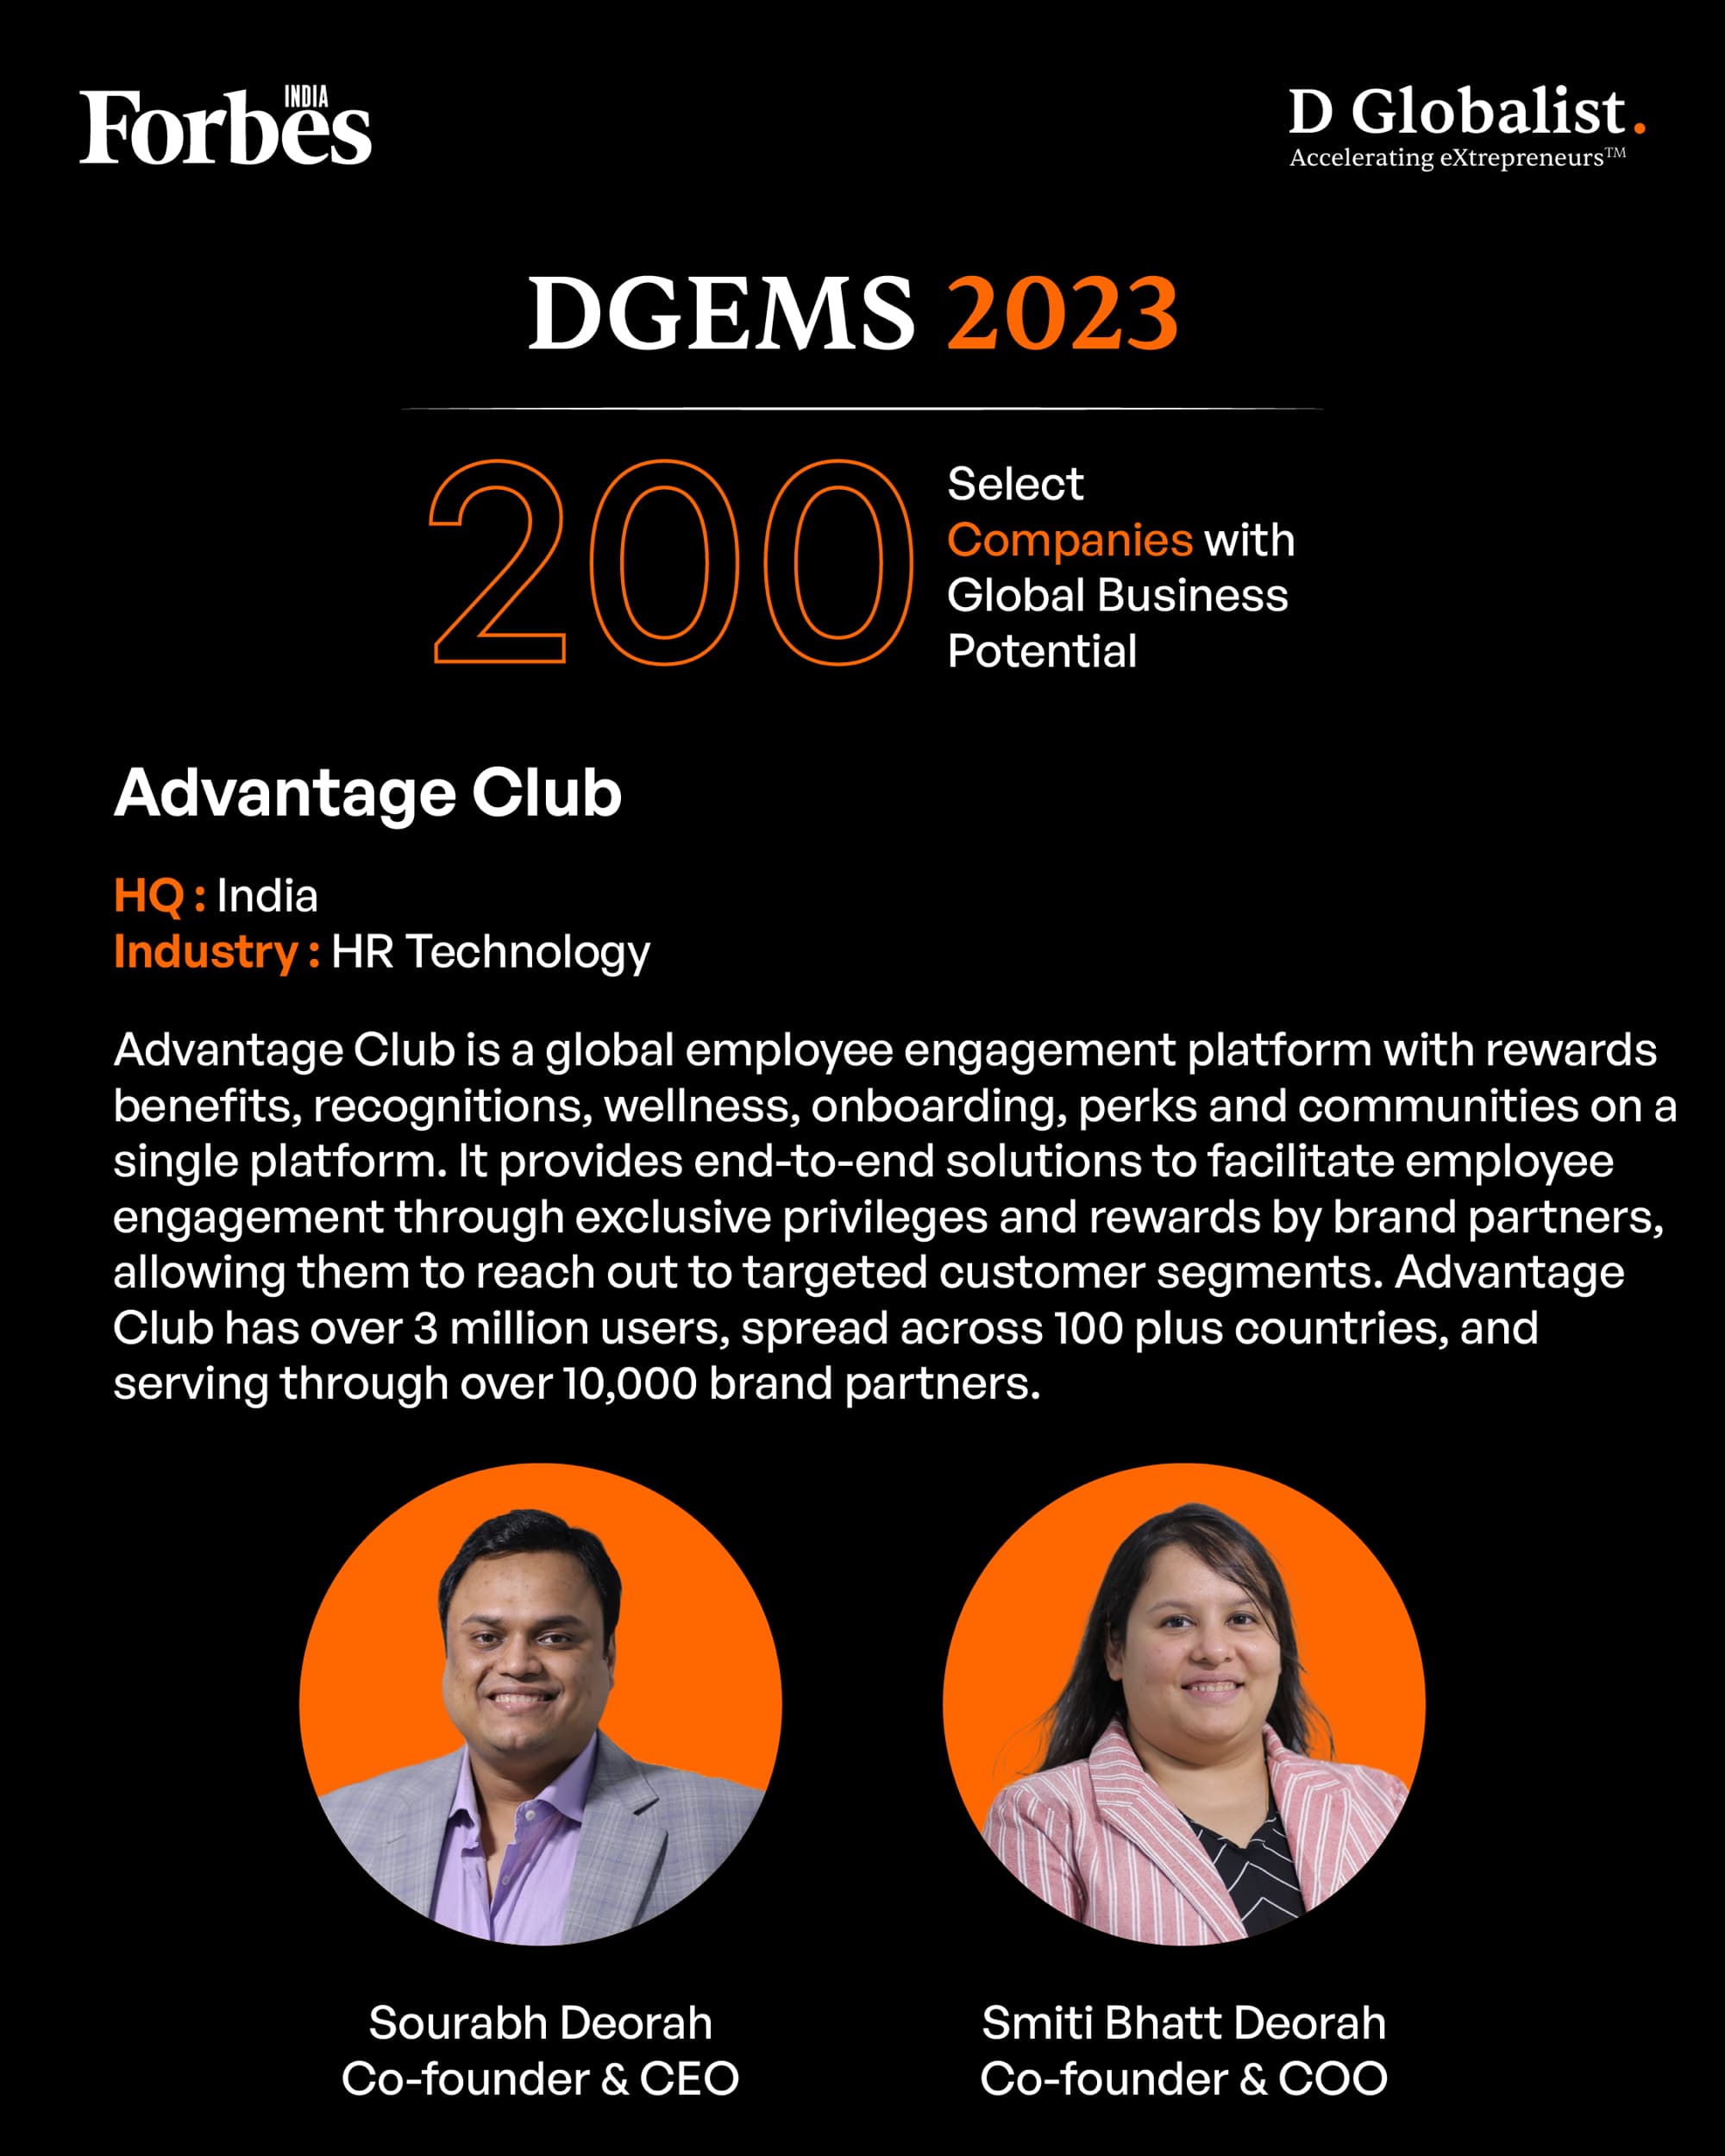 Forbes INDIA
D Globalist.
Accelerating eXtrepreneurs™
DGEMS 2023
200
Select
Companies with
Global Business
Potential
Advantage Club
HQ : India
Industry : HR Technology
Advantage Club is a global employee engagement platform with rewards
benefits, recognitions, wellness, onboarding, perks and communities on a
single platform. It provides end-to-end solutions to facilitate employee
engagement through exclusive privileges and rewards by brand partners,
allowing them to reach out to targeted customer segments. Advantage
Club has over 3 million users, spread across 100 plus countries, and
serving through over 10,000 brand partners.
Sourabh Deorah
Co-founder & CEO
Smiti Bhatt Deorah
Co-founder & COO